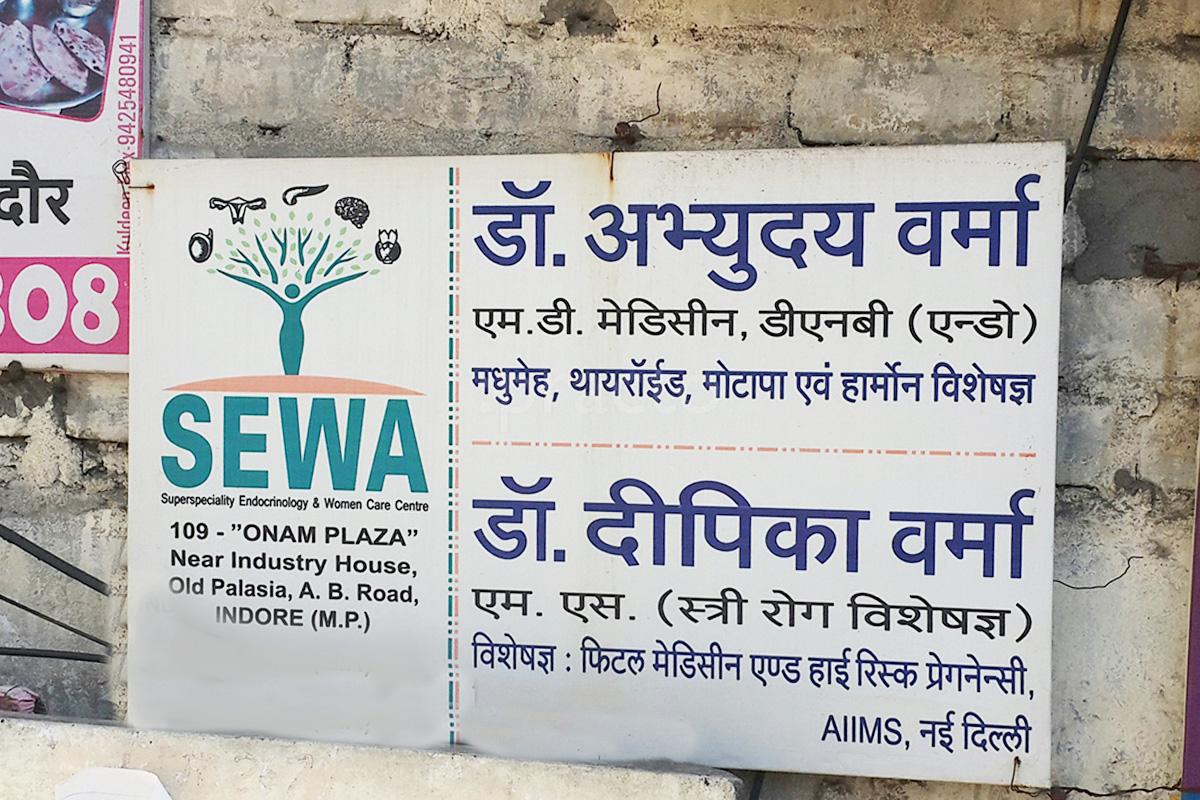 दौर
308
9425480941
SEWA
Superspeciality Endocrinology & Women Care Centre
109 - "ONAM PLAZA"
Near Industry House,
Old Palasia, A. B. Road,
INDORE (M.P.)
डॉ. अभ्युदय वर्मा
एम.डी. मेडिसीन, डीएनबी (एन्डो)
मधुमेह, थायरॉईड, मोटापा एवं हार्मोन विशेषज्ञ
डॉ. दीपिका वर्मा
एम. एस. (स्त्री रोग विशेषज्ञ)
विशेषज्ञ : फिटल मेडिसीन एण्ड हाई रिस्क प्रेगनेन्सी,
AIIMS, नई दिल्ली